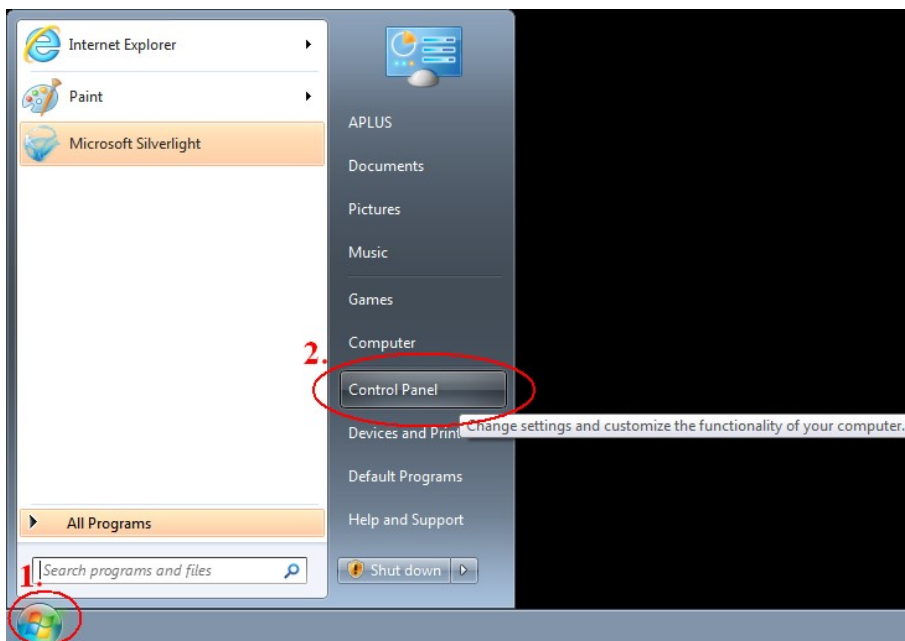 Internet Explorer
Paint
Microsoft Silverlight
All Programs
Search programs and files
1.
APLUS
Documents
Pictures
Music
Games
Computer
2.
Control Panel
Change settings and customize the functionality of your computer.
Devices and Print
Default Programs
Help and Support
Shut down